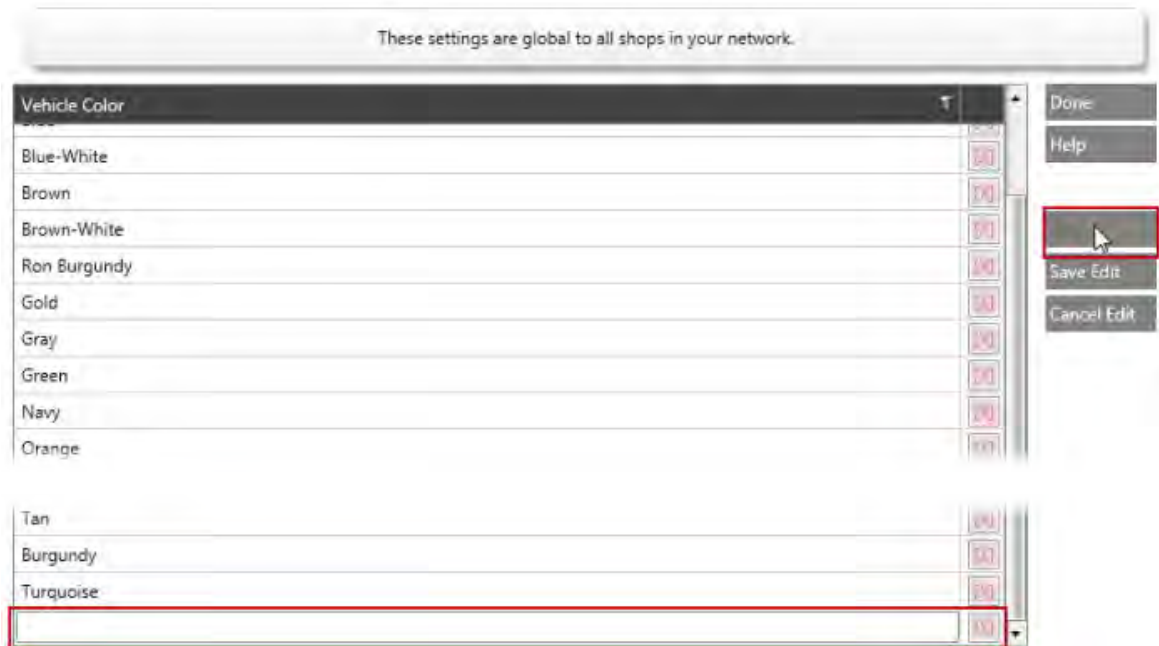 These settings are global to all shops in your network.
Vehicle Color
Done
Help
Blue-White
Brown
Brown-White
Ron Burgundy
Save Edit
Gold
Cancel Edit
Gray
Green
Navy
Orange
Tan
Burgundy
Turquoise